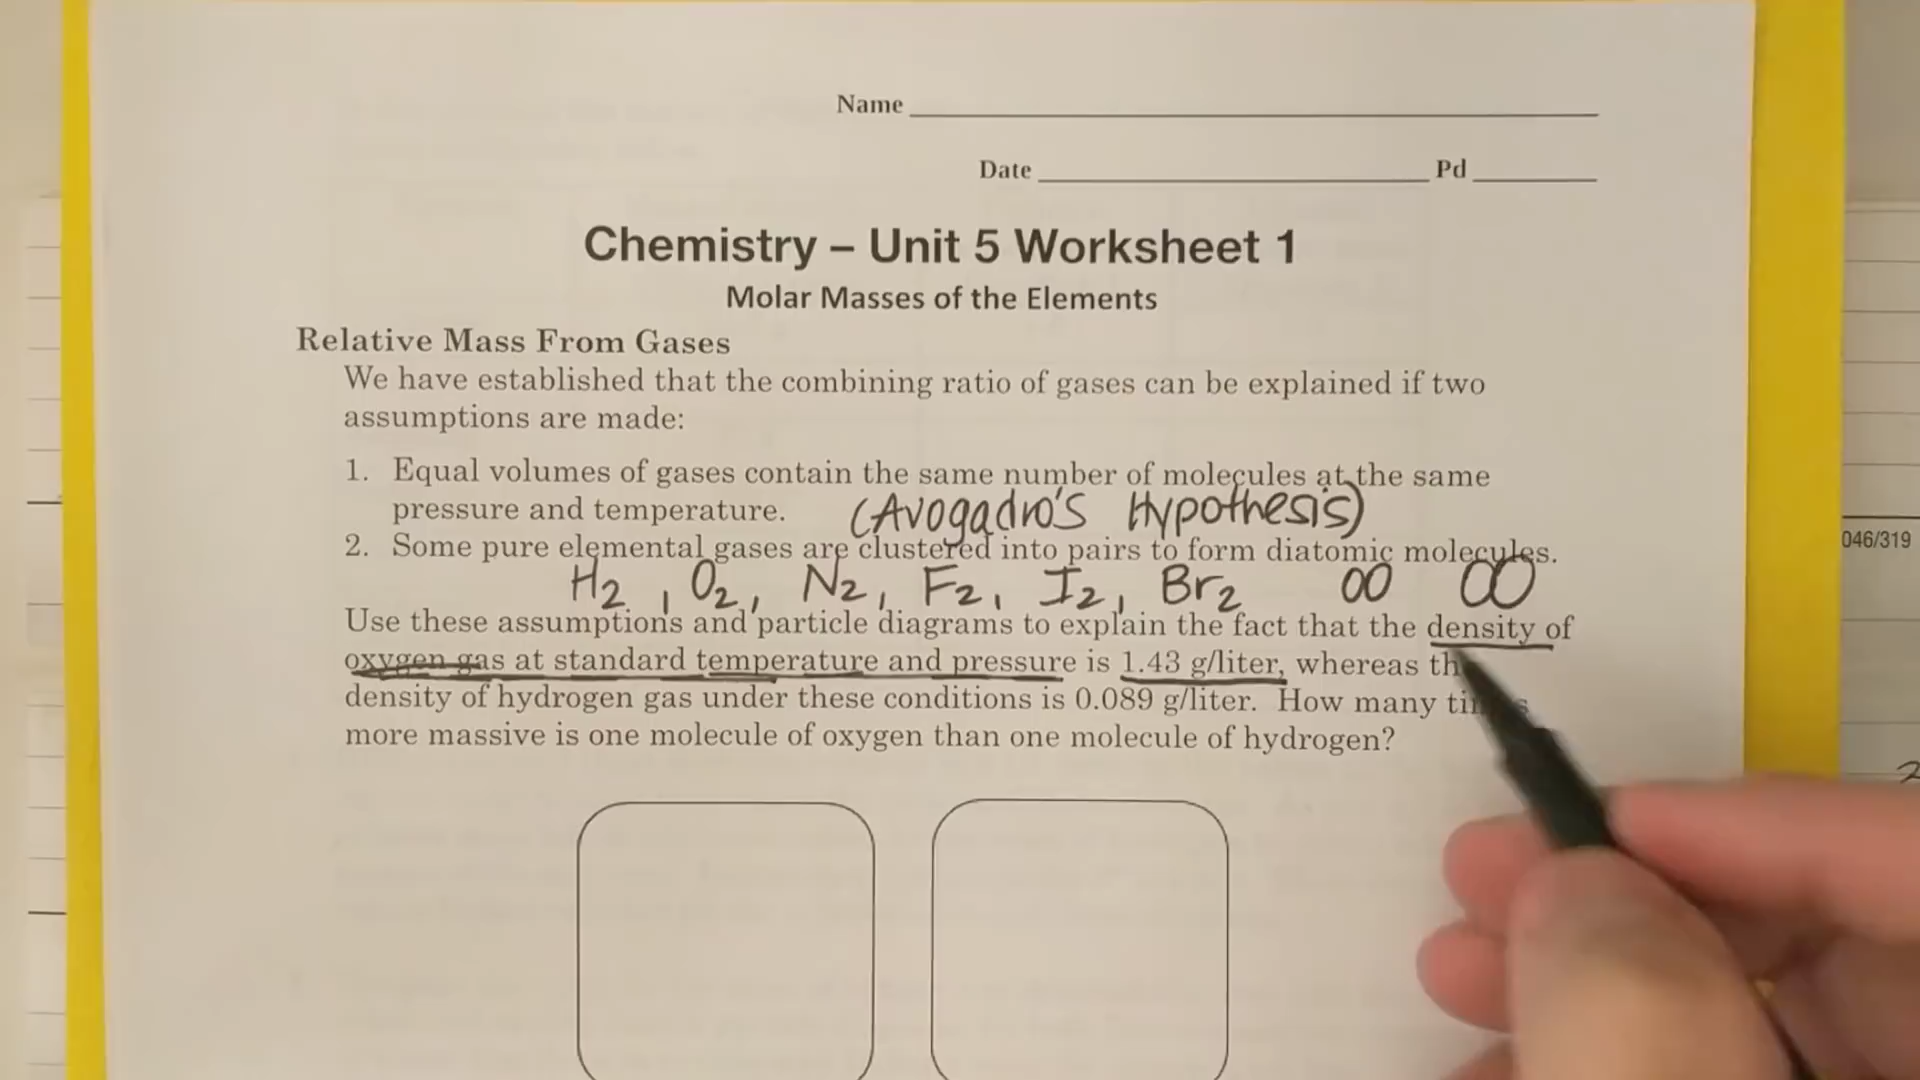 Name
Date Pd
Chemistry – Unit 5 Worksheet 1
Molar Masses of the Elements
Relative Mass From Gases
We have established that the combining ratio of gases can be explained if two
assumptions are made:
1. Equal volumes of gases contain the same number of molecules at the same
pressure and temperature. (Avogadro's Hypothesis)
2. Some pure elemental gases are clustered into pairs to form diatomic molecules.
H2, O2, N2, F2, I2, Br2
Use these assumptions and particle diagrams to explain the fact that the density of
oxygen gas at standard temperature and pressure is 1.43 g/liter, whereas
density of hydrogen gas under these conditions is 0.089 g/liter. How many
more massive is one molecule of oxygen than one molecule of hydrogen?
046/319
2